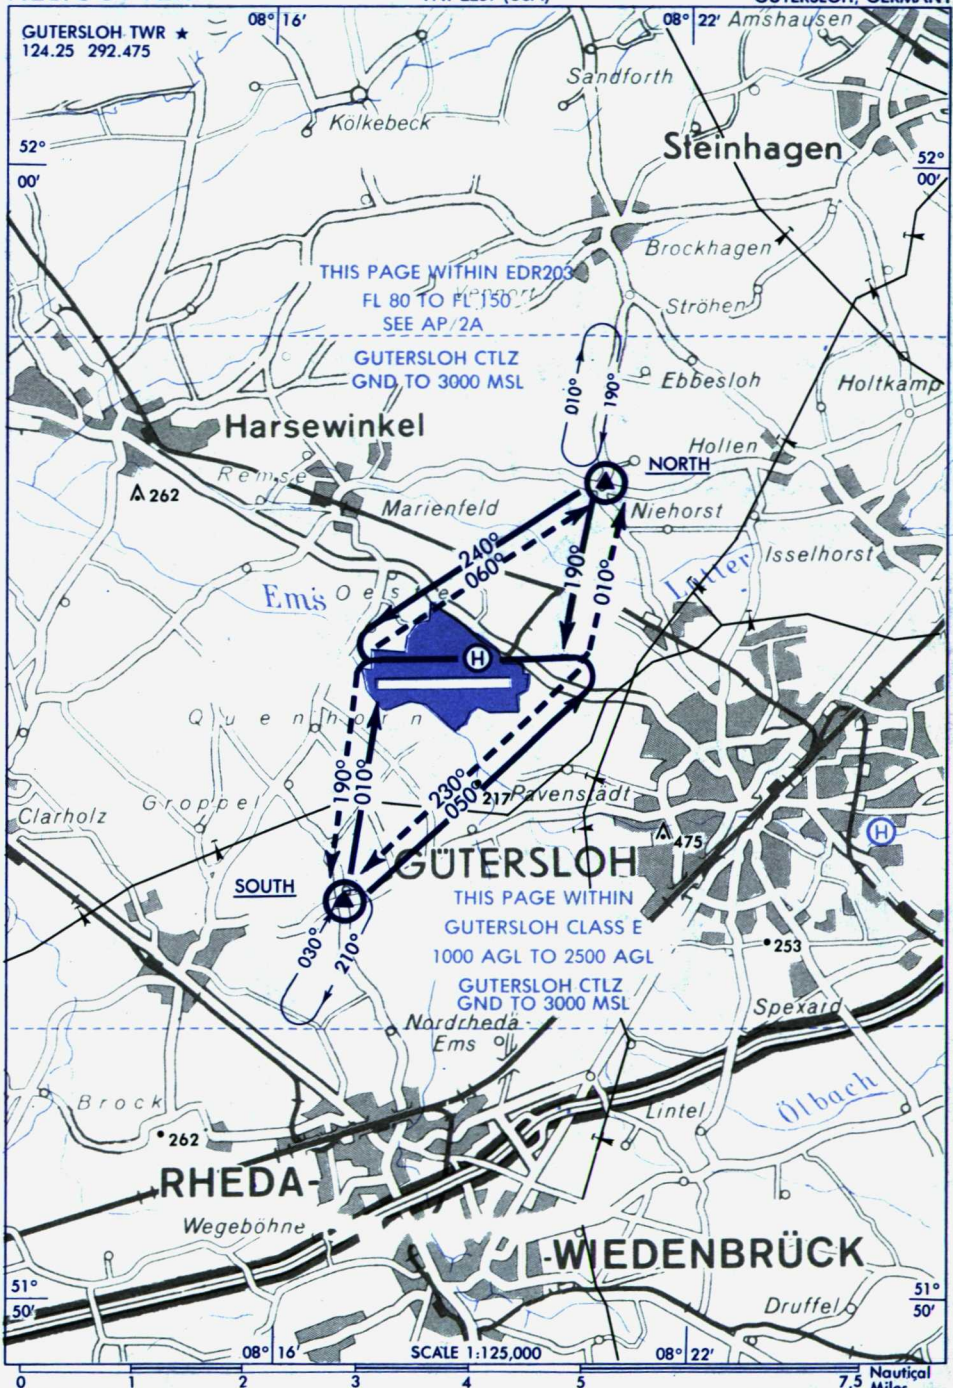 GUTERSLOH, GERMANY
GUTERSLOH TWR ★
124.25 292.475
08° 16'
08° 22'
Amshausen
Sandforth
Kölkebeck
Steinhagen
52°
00'
52°
00'
Brockhagen
THIS PAGE WITHIN EDR203
FL 80 TO FL 150
SEE AP/2A
Vennort
Ströhen
GUTERSLOH CTLZ
GND TO 3000 MSL
010°
190°
Ebbesloh
Holtkamp
Harsewinkel
Hollen
NORTH
Remse
262
Marienfeld
Niehorst
240°
060°
190°
010°
Isselhorst
Lutter
Ems
Oeste
H
Quenhorn
190°
010°
230°
050°
217
Pavenstädt
Clarholz
Groppel
475
H
GÜTERSLOH
SOUTH
THIS PAGE WITHIN
GUTERSLOH CLASS E
1000 AGL TO 2500 AGL
GUTERSLOH CTLZ
GND TO 3000 MSL
253
030°
210°
Spexard
Nordrheda-
Ems
Brock
262
Lintel
Ölbach
RHEDA-
Wegeböhne
-WIEDENBRÜCK
51°
50'
51°
50'
Druffel
08° 16'
SCALE 1:125,000
08° 22'
0 1 2 3 4 5 7.5 Nautical
Miles